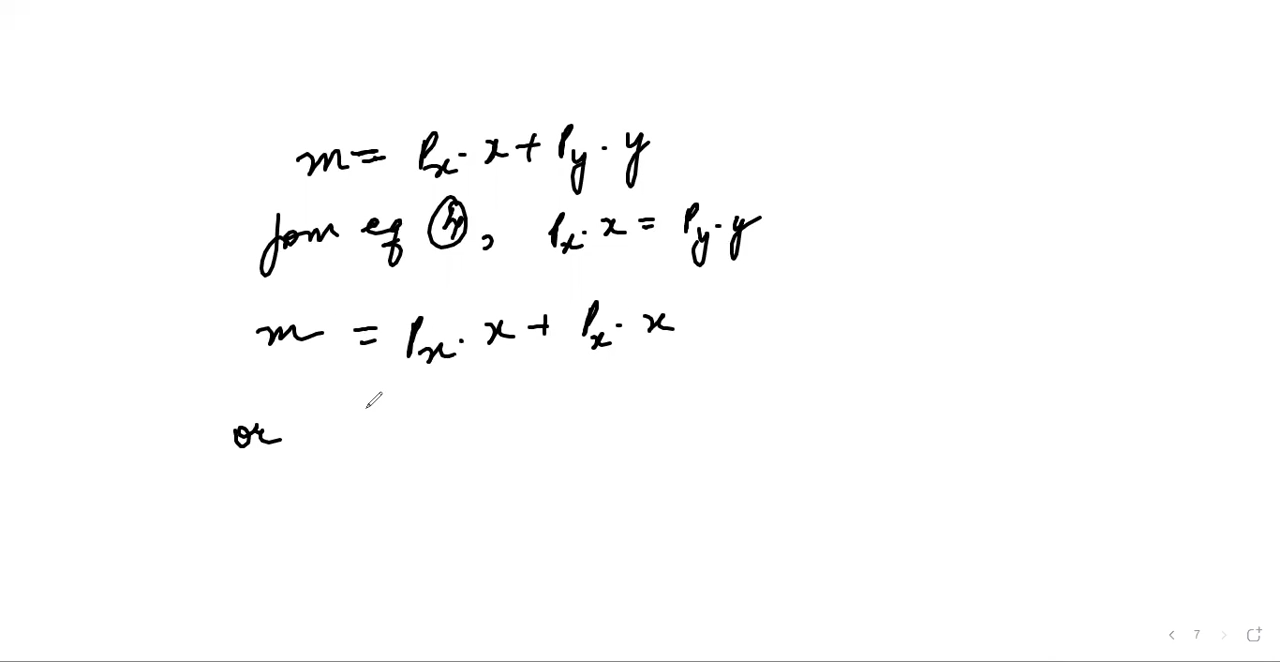 m = Px. x + Py. y
from eq ④, Px. x = Py. y
m = Px. x + Px. x
or
7